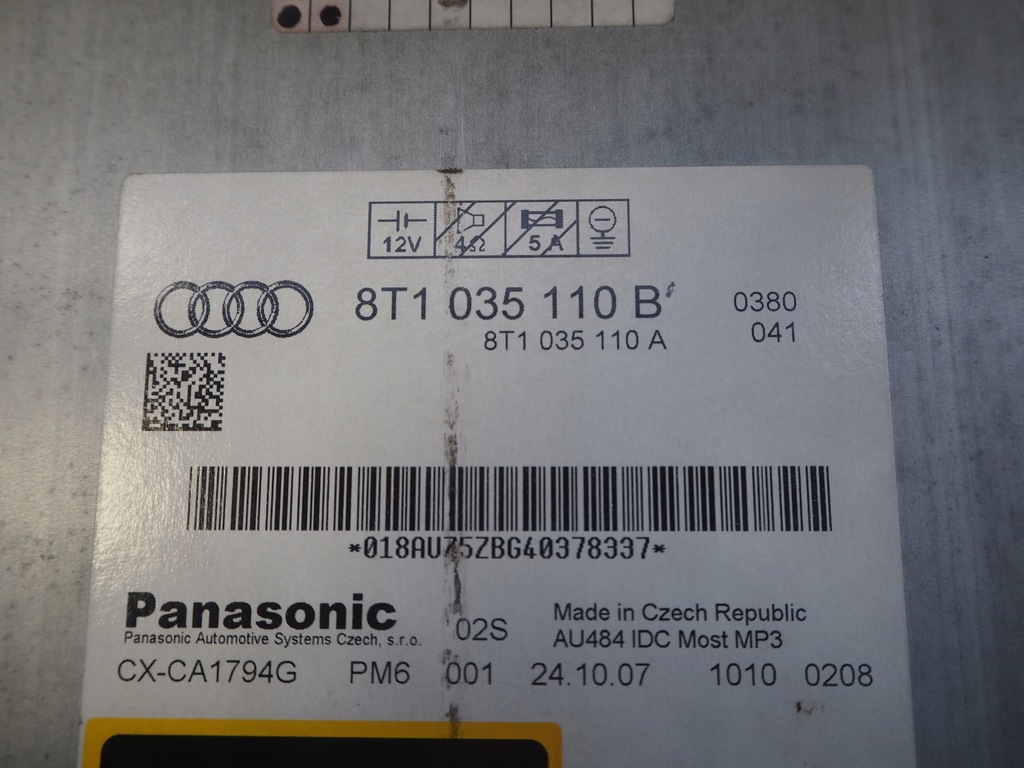 12V 4Ω 5A
8T1 035 110 B 0380
8T1 035 110 A 041
*018AU75ZBG40378337*
Panasonic
Panasonic Automotive Systems Czech, s.r.o.
02S
Made in Czech Republic
AU484 IDC Most MP3
CX-CA1794G PM6 001 24.10.07 1010 0208